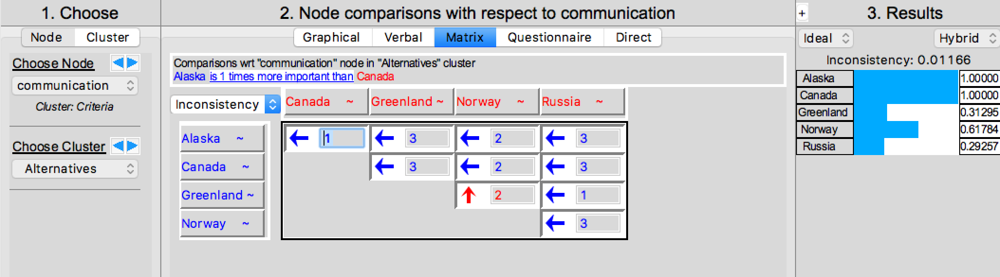 1. Choose
Node Cluster
Choose Node
communication
Cluster: Criteria
Choose Cluster
Alternatives
2. Node comparisons with respect to communication
Graphical Verbal Matrix Questionnaire Direct
Comparisons wrt "communication" node in "Alternatives" cluster
Alaska is 1 times more important than Canada
Inconsistency Canada ~ Greenland ~ Norway ~ Russia ~
Alaska ~ 1 3 2 3
Canada ~ 3 2 3
Greenland ~ 2 1
Norway ~ 3
+ 3. Results
Ideal Hybrid
Inconsistency: 0.01166
Alaska 1.00000
Canada 1.00000
Greenland 0.31295
Norway 0.61784
Russia 0.29257